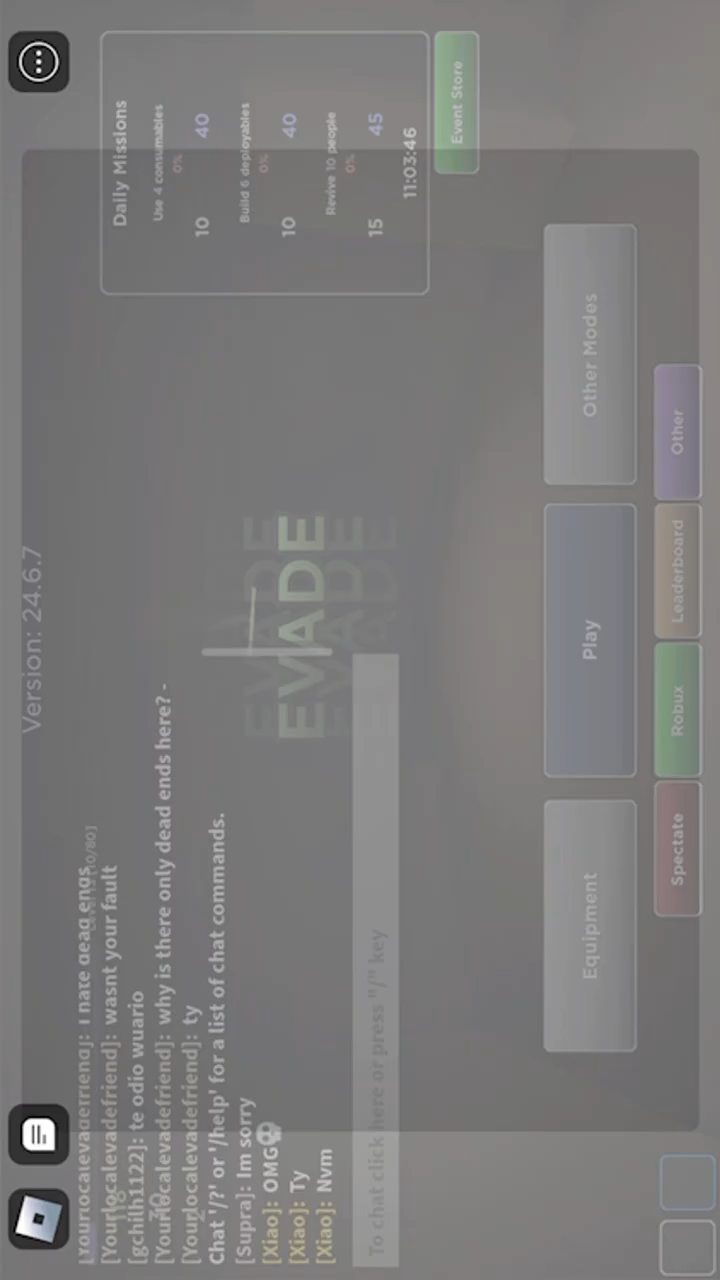 Version: 24.6.7
[Yourlocalevadefriend]: I hate dead ends
[Yourlocalevadefriend]: wasnt your fault
[gchilh1122]: te odio wuario
[Yourlocalevadefriend]: why is there only dead ends here? -
[Yourlocalevadefriend]: ty
Chat '/?' or '/help' for a list of chat commands.
[Supra]: Im sorry
[Xiao]: OMG💀
[Xiao]: Ty
[Xiao]: Nvm
To chat click here or press "/" key
EVADE
Daily Missions
Use 4 consumables
0%
10 40
Build 6 deployables
0%
10 40
Revive 10 people
0%
15 45
11:03:46
Event Store
Equipment
Play
Other Modes
Spectate
Robux
Leaderboard
Other